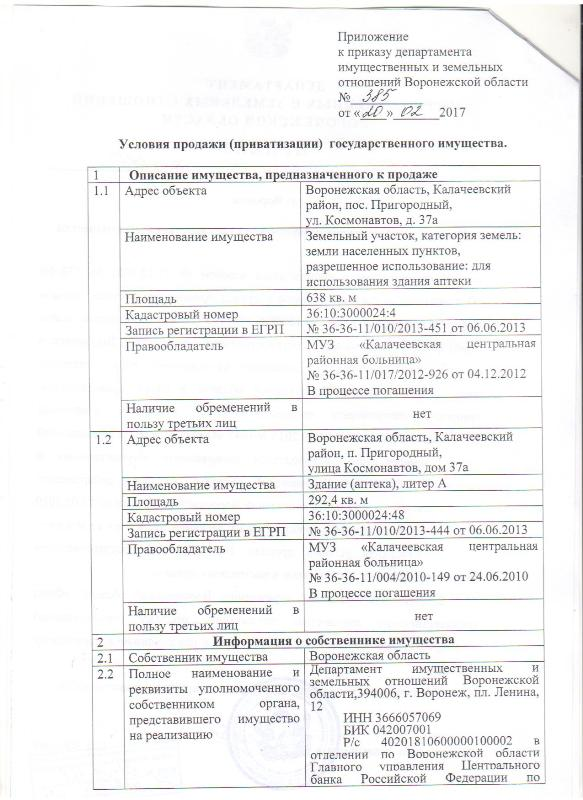 Приложение
к приказу департамента
имущественных и земельных
отношений Воронежской области
№ 385
от « 20 » 02 2017
Условия продажи (приватизации) государственного имущества.
1 Описание имущества, предназначенного к продаже
1.1 Адрес объекта Воронежская область, Калачеевский
район, пос. Пригородный,
ул. Космонавтов, д. 37а
Наименование имущества Земельный участок, категория земель:
земли населенных пунктов,
разрешенное использование: для
использования здания аптеки
Площадь 638 кв. м
Кадастровый номер 36:10:3000024:4
Запись регистрации в ЕГРП № 36-36-11/010/2013-451 от 06.06.2013
Правообладатель МУЗ «Калачеевская центральная
районная больница»
№ 36-36-11/017/2012-926 от 04.12.2012
В процессе погашения
Наличие обременений в
пользу третьих лиц нет
1.2 Адрес объекта Воронежская область, Калачеевский
район, п. Пригородный,
улица Космонавтов, дом 37а
Наименование имущества Здание (аптека), литер А
Площадь 292,4 кв. м
Кадастровый номер 36:10:3000024:48
Запись регистрации в ЕГРП № 36-36-11/010/2013-444 от 06.06.2013
Правообладатель МУЗ «Калачеевская центральная
районная больница»
№ 36-36-11/004/2010-149 от 24.06.2010
В процессе погашения
Наличие обременений в
пользу третьих лиц нет
2 Информация о собственнике имущества
2.1 Собственник имущества Воронежская область
2.2 Полное наименование и
реквизиты уполномоченного
собственником органа,
представившего имущество
на реализацию
Департамент имущественных и
земельных отношений Воронежской
области,394006, г. Воронеж, пл. Ленина,
12
ИНН 3666057069
БИК 042007001
Р/с 40201810600000100002 в
отделении по Воронежской области
Главного управления Центрального
банка Российской Федерации по